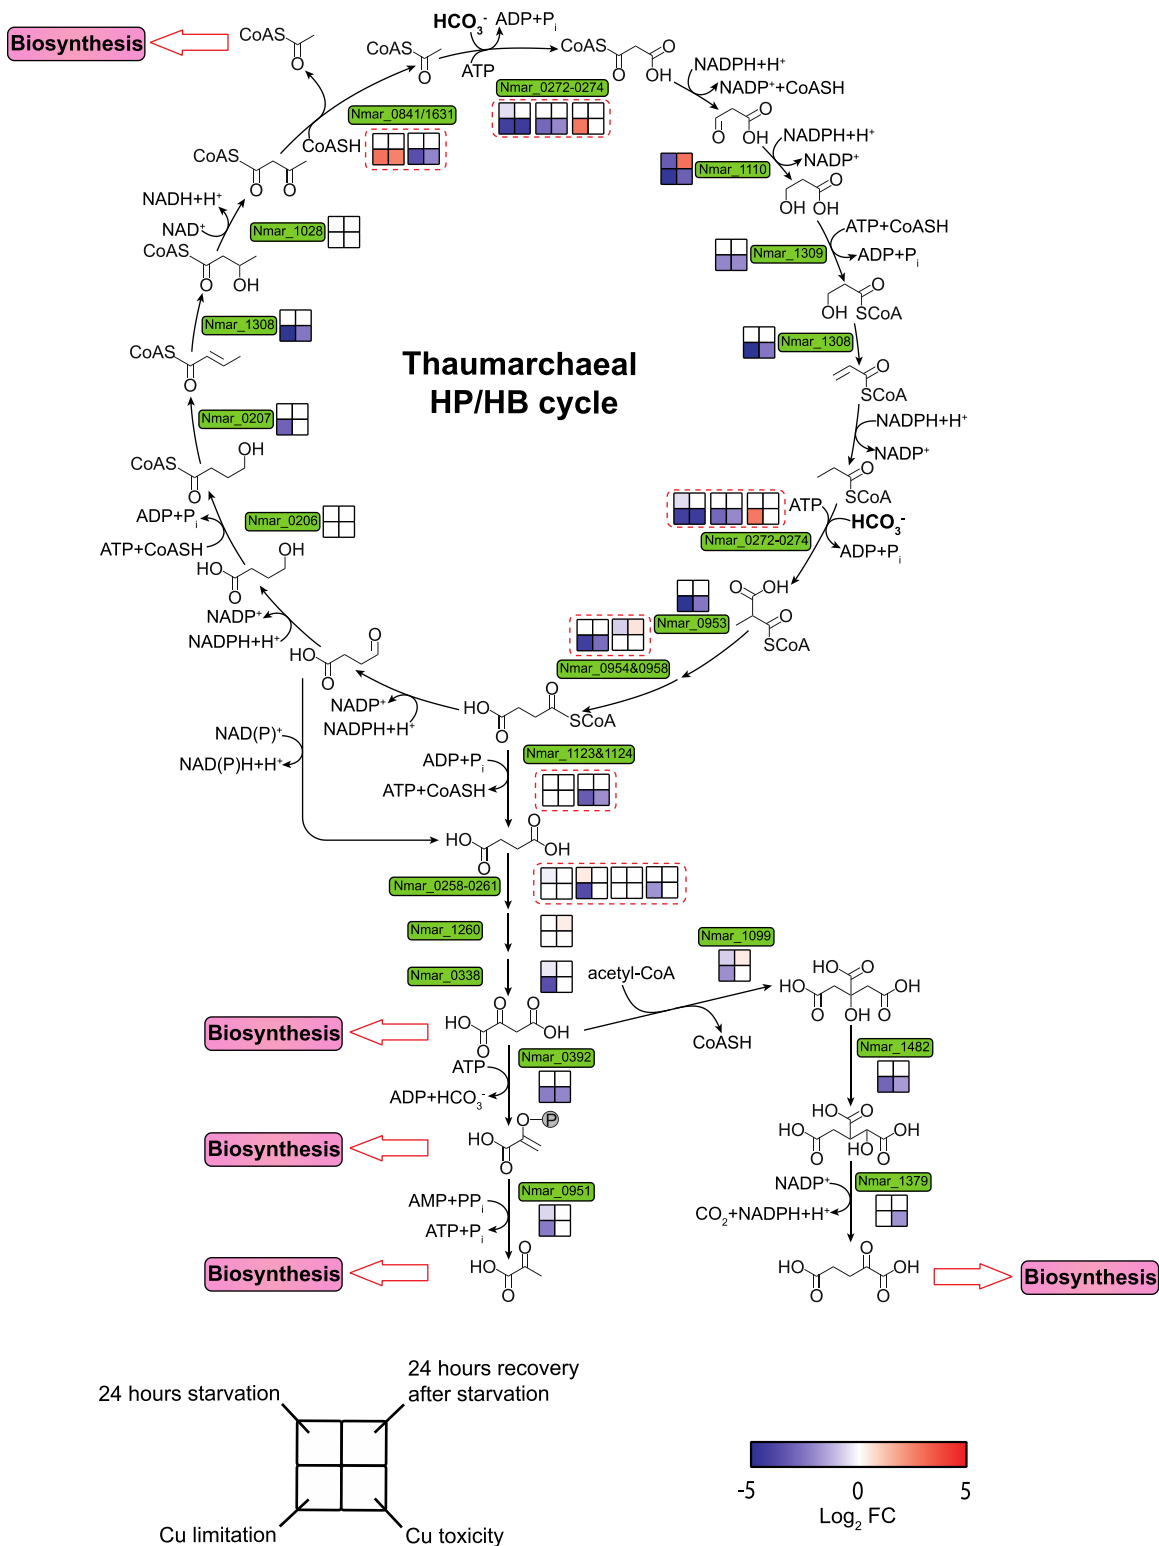 HCO3-
ADP+Pi
Biosynthesis
CoAS
O
CoAS
O
ATP
CoAS
O
O
OH
NADPH+H+
NADP++CoASH
Nmar_0272-0274
Nmar_0841/1631
CoASH
O
O
OH
NADPH+H+
NADP+
Nmar_1110
OH
O
OH
CoAS
O
O
NADH+H+
NAD+
Nmar_1028
CoAS
O
OH
ATP+CoASH
ADP+Pi
Nmar_1309
OH
O
SCoA
Nmar_1308
Nmar_1308
CoAS
O
O
SCoA
Thaumarchaeal
HP/HB cycle
NADPH+H+
NADP+
Nmar_0207
OH
CoAS
O
O
SCoA
ADP+Pi
Nmar_0206
ATP+CoASH
OH
HO
O
ATP
HCO3-
Nmar_0272-0274
ADP+Pi
OH
O
O
SCoA
Nmar_0953
Nmar_0954&0958
NADP+
NADPH+H+
O
HO
O
NADP+
NADPH+H+
HO
O
O
SCoA
NAD(P)+
NAD(P)H+H+
Nmar_1123&1124
ADP+Pi
ATP+CoASH
HO
O
O
OH
Nmar_0258-0261
Nmar_1260
Nmar_0338
Nmar_1099
acetyl-CoA
CoASH
HO
O
HO
O
OH
OH
O
Biosynthesis
HO
O
O
O
OH
ATP
ADP+HCO3-
Nmar_0392
Nmar_1482
Biosynthesis
HO
O
O
P
HO
O
HO
O
HO
OH
O
AMP+PPi
ATP+Pi
Nmar_0951
NADP+
CO2+NADPH+H+
Nmar_1379
Biosynthesis
HO
O
O
HO
O
O
OH
O
Biosynthesis
24 hours starvation
24 hours recovery
after starvation
Cu limitation
Cu toxicity
-5
0
5
Log2 FC